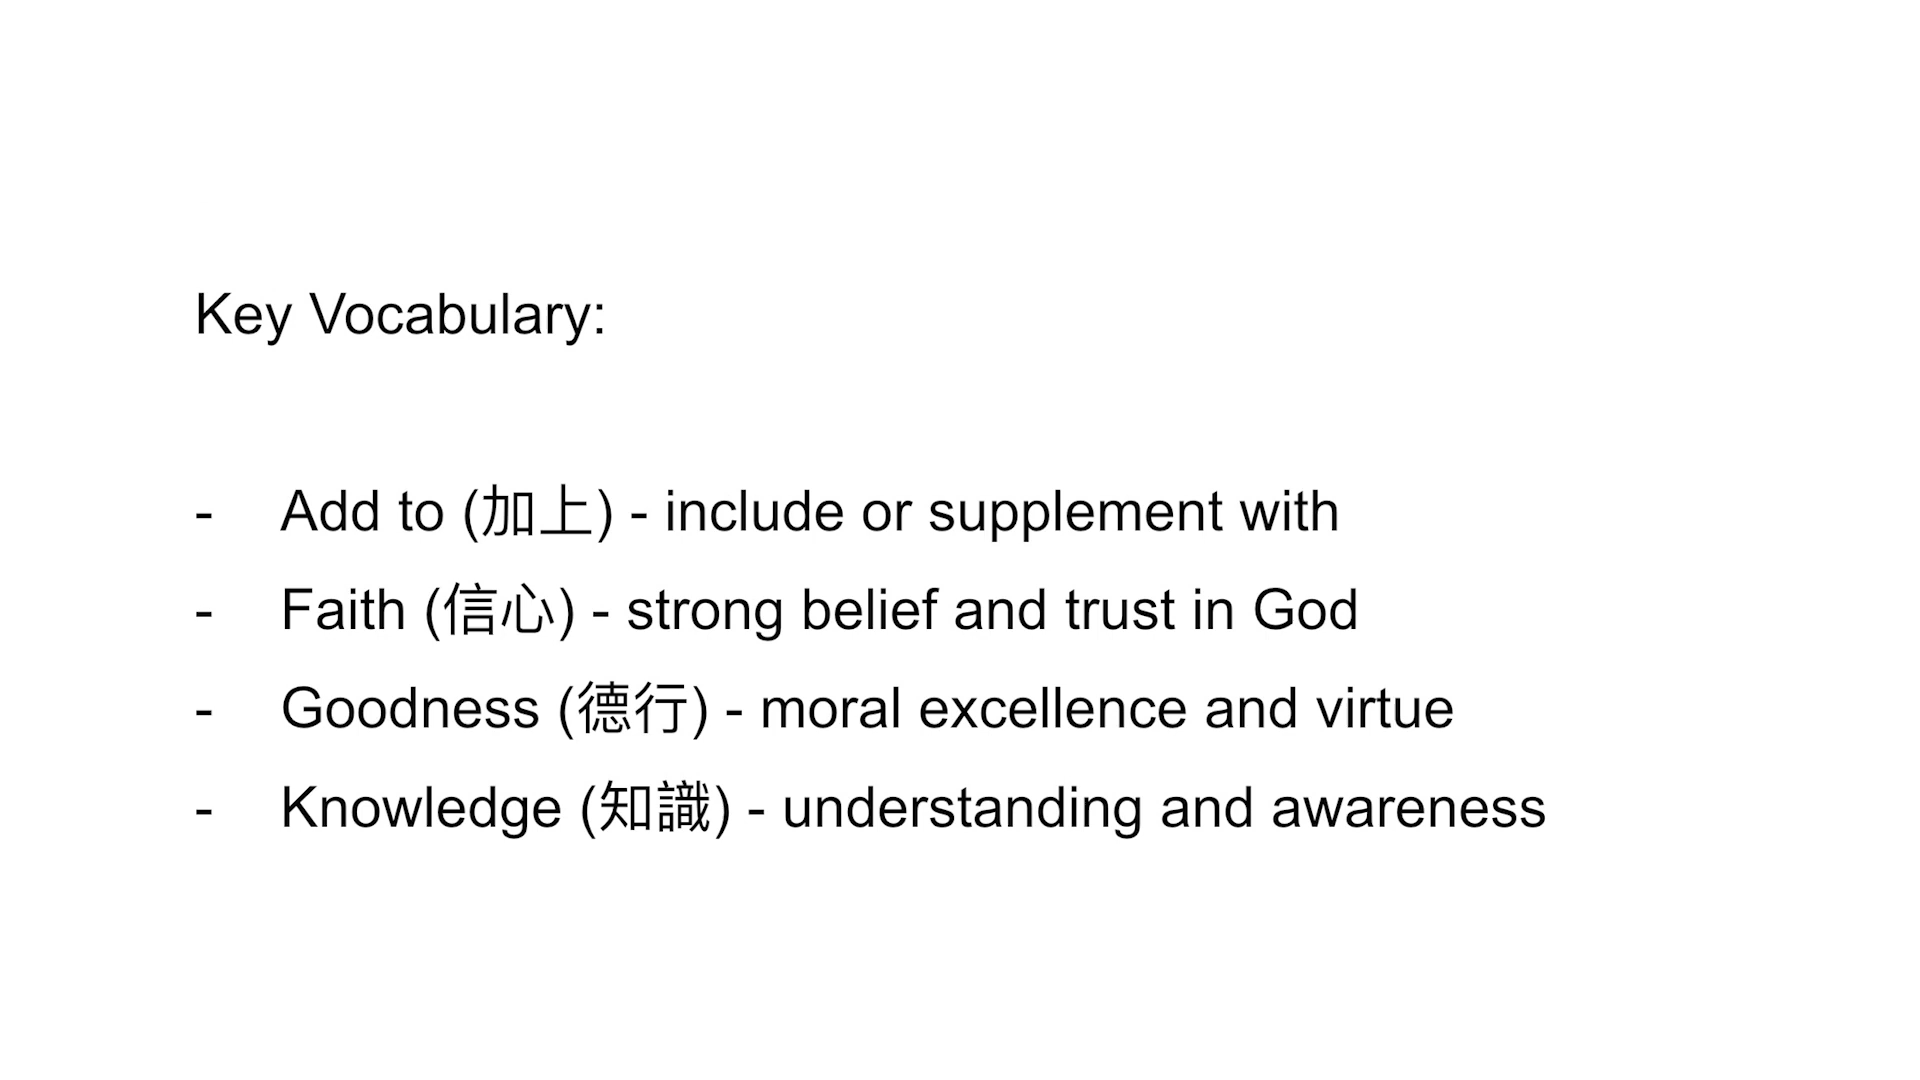 Key Vocabulary:
- Add to (加上) - include or supplement with
- Faith (信心) - strong belief and trust in God
- Goodness (德行) - moral excellence and virtue
- Knowledge (知識) - understanding and awareness